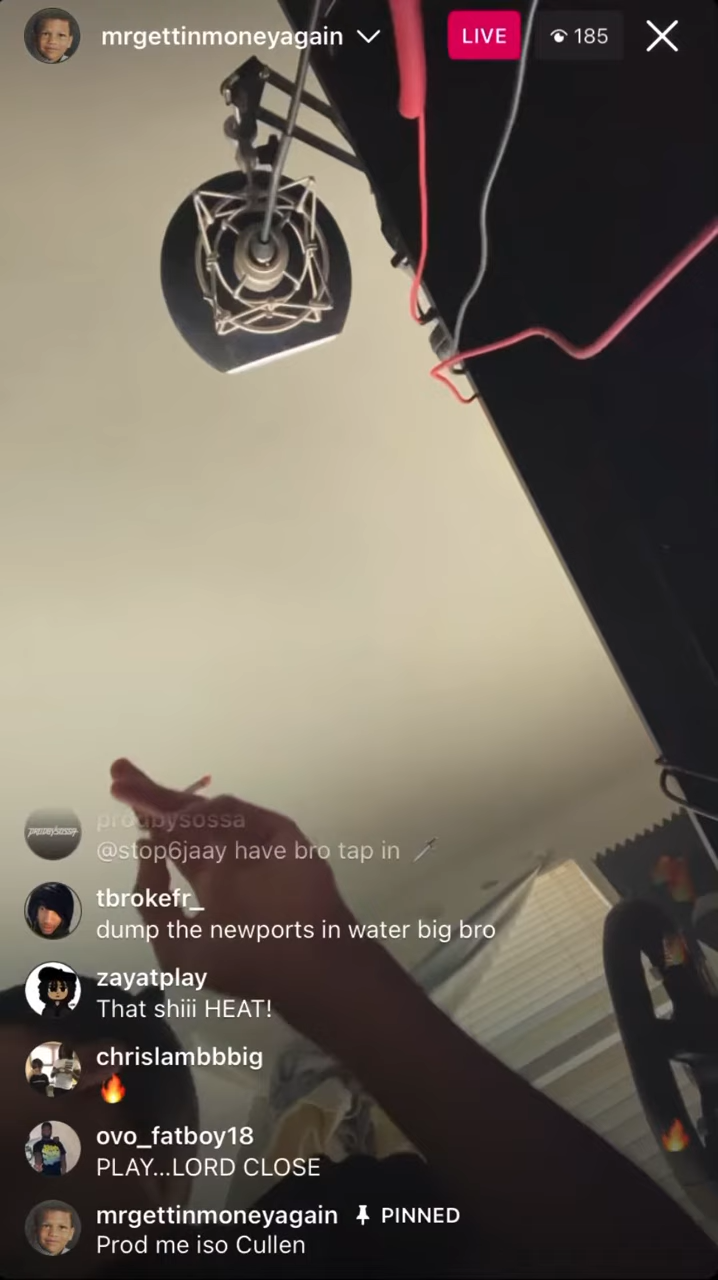 mrgettinmoneyagain
LIVE
185
prodbysossa
@stop6jaay have bro tap in
tbrokefr_
dump the newports in water big bro
zayatplay
That shiii HEAT!
chrislambbbig
🔥
ovo_fatboy18
PLAY...LORD CLOSE
mrgettinmoneyagain PINNED
Prod me iso Cullen